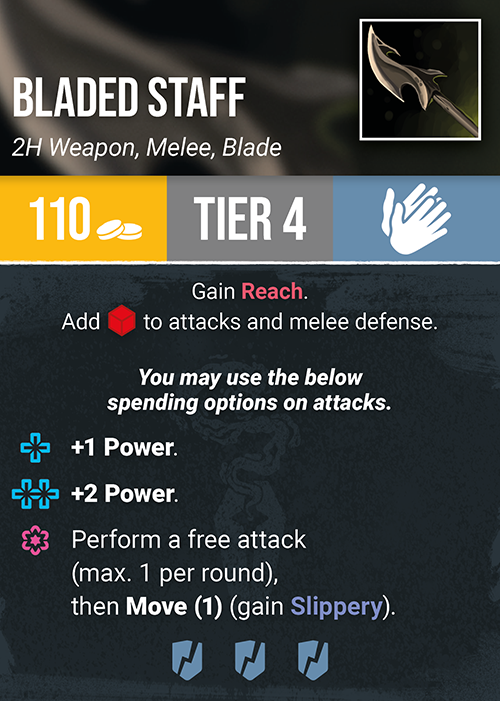 BLADED STAFF
2H Weapon, Melee, Blade
110
TIER 4
Gain Reach.
Add to attacks and melee defense.
You may use the below
spending options on attacks.
+1 Power.
+2 Power.
Perform a free attack
(max. 1 per round),
then Move (1) (gain Slippery).